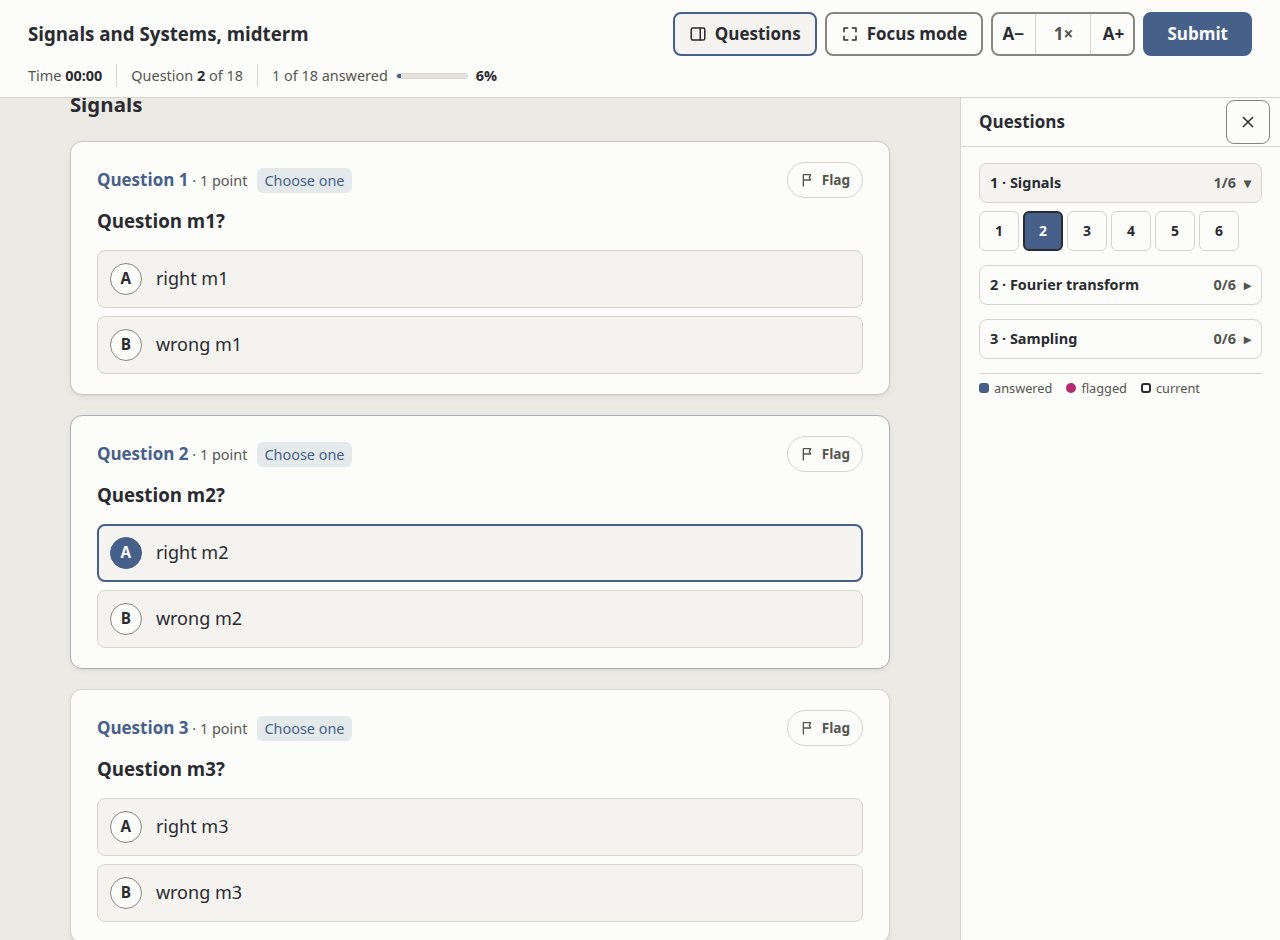 Signals and Systems, midterm
Questions
Focus mode
A−
1×
A+
Submit
Time 00:00
Question 2 of 18
1 of 18 answered
6%
Signals
Question 1 · 1 point Choose one
Flag
Question m1?
A right m1
B wrong m1
Question 2 · 1 point Choose one
Flag
Question m2?
A right m2
B wrong m2
Question 3 · 1 point Choose one
Flag
Question m3?
A right m3
B wrong m3
Questions
1 · Signals 1/6 ▾
1 2 3 4 5 6
2 · Fourier transform 0/6 ▸
3 · Sampling 0/6 ▸
answered flagged current